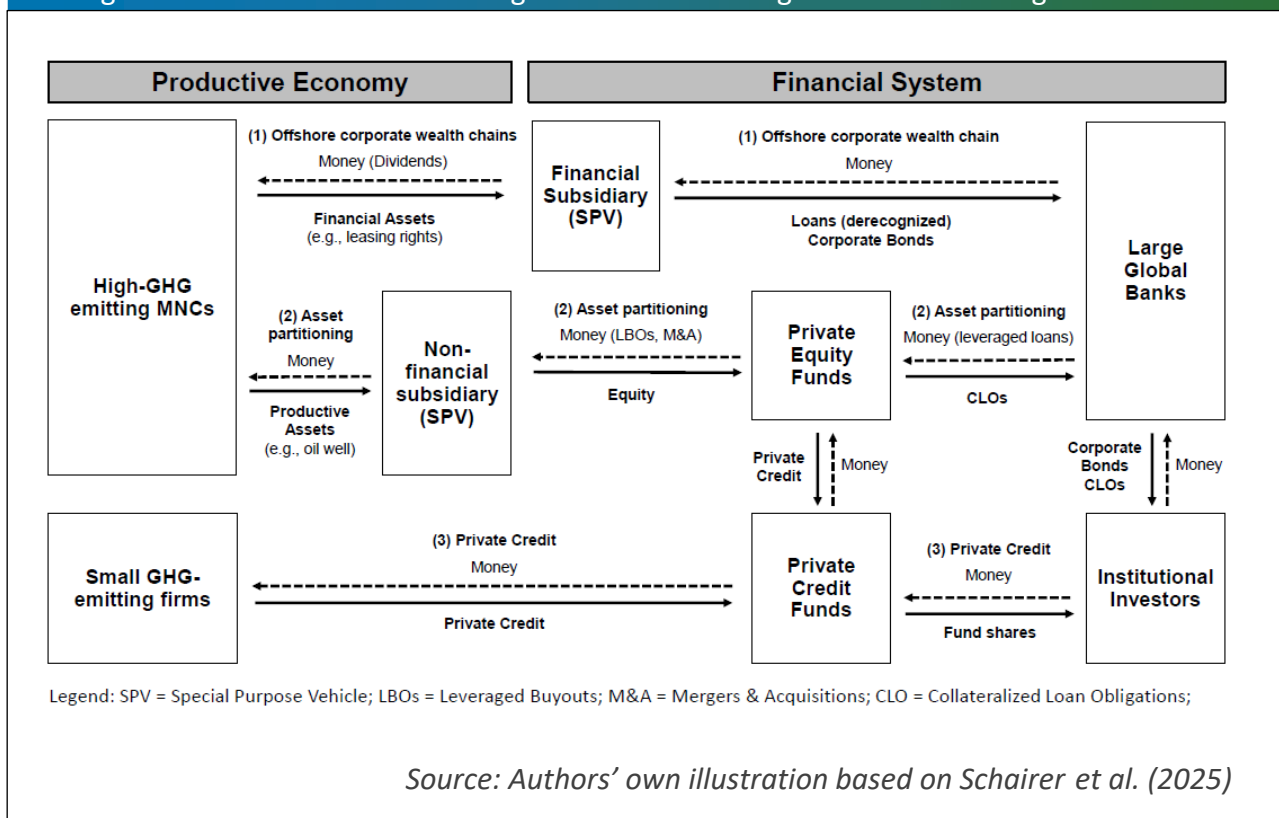 Productive Economy
Financial System
(1) Offshore corporate wealth chains
Money (Dividends)
Financial Assets
(e.g., leasing rights)
Financial
Subsidiary
(SPV)
(1) Offshore corporate wealth chain
Money
Loans (derecognized)
Corporate Bonds
Large
Global
Banks
High-GHG
emitting MNCs
(2) Asset
partitioning
Money
Productive
Assets
(e.g., oil well)
Non-
financial
subsidiary
(SPV)
(2) Asset partitioning
Money (LBOs, M&A)
Equity
Private
Equity
Funds
(2) Asset partitioning
Money (leveraged loans)
CLOs
Private
Credit
Money
Corporate
Bonds
CLOs
Money
Small GHG-
emitting firms
(3) Private Credit
Money
Private Credit
Private
Credit
Funds
(3) Private Credit
Money
Fund shares
Institutional
Investors
Legend: SPV = Special Purpose Vehicle; LBOs = Leveraged Buyouts; M&A = Mergers & Acquisitions; CLO = Collateralized Loan Obligations;
Source: Authors’ own illustration based on Schairer et al. (2025)